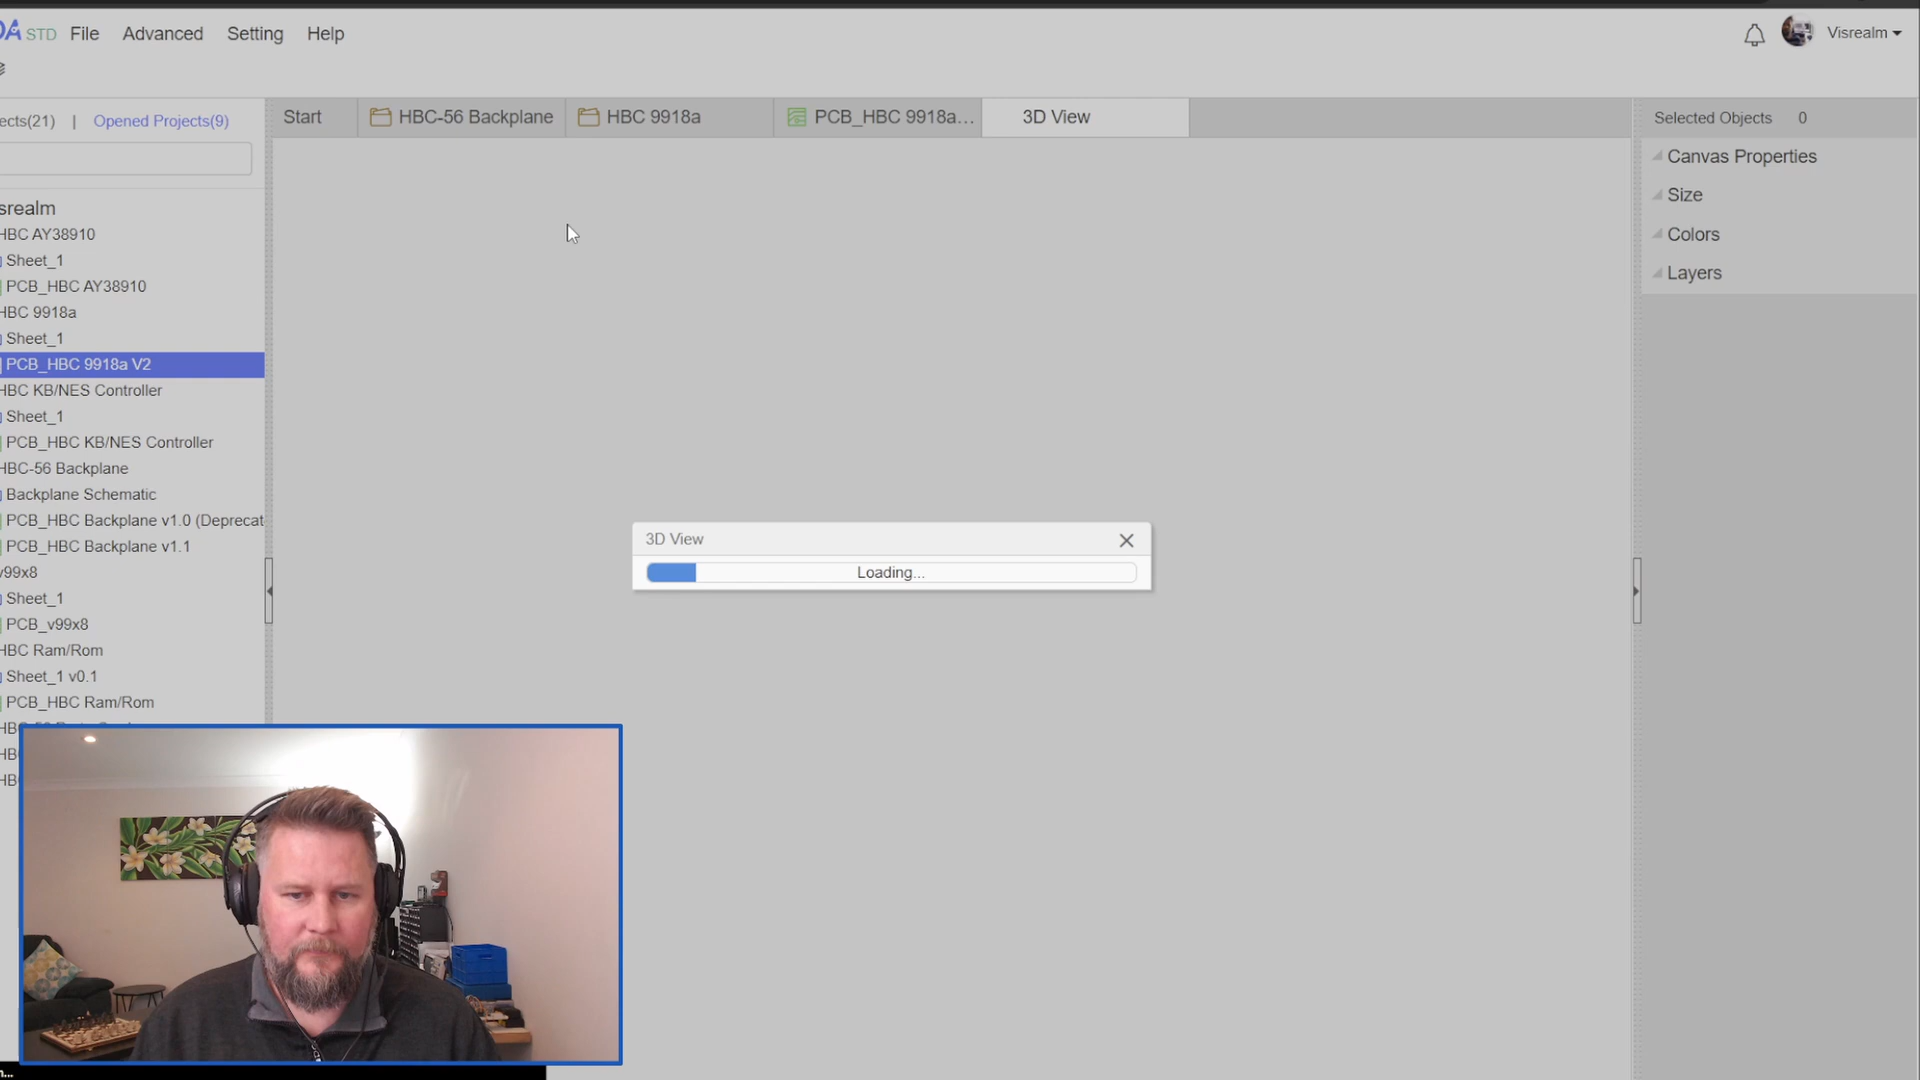 DA STD File Advanced Setting Help
Visrealm
ects(21) | Opened Projects(9)
Start
HBC-56 Backplane
HBC 9918a
PCB_HBC 9918a...
3D View
Selected Objects 0
Canvas Properties
Size
Colors
Layers
srealm
HBC AY38910
Sheet_1
PCB_HBC AY38910
HBC 9918a
Sheet_1
PCB_HBC 9918a V2
HBC KB/NES Controller
Sheet_1
PCB_HBC KB/NES Controller
HBC-56 Backplane
Backplane Schematic
PCB_HBC Backplane v1.0 (Deprecat
PCB_HBC Backplane v1.1
v99x8
Sheet_1
PCB_v99x8
HBC Ram/Rom
Sheet_1 v0.1
PCB_HBC Ram/Rom
HB
HB
3D View
Loading...